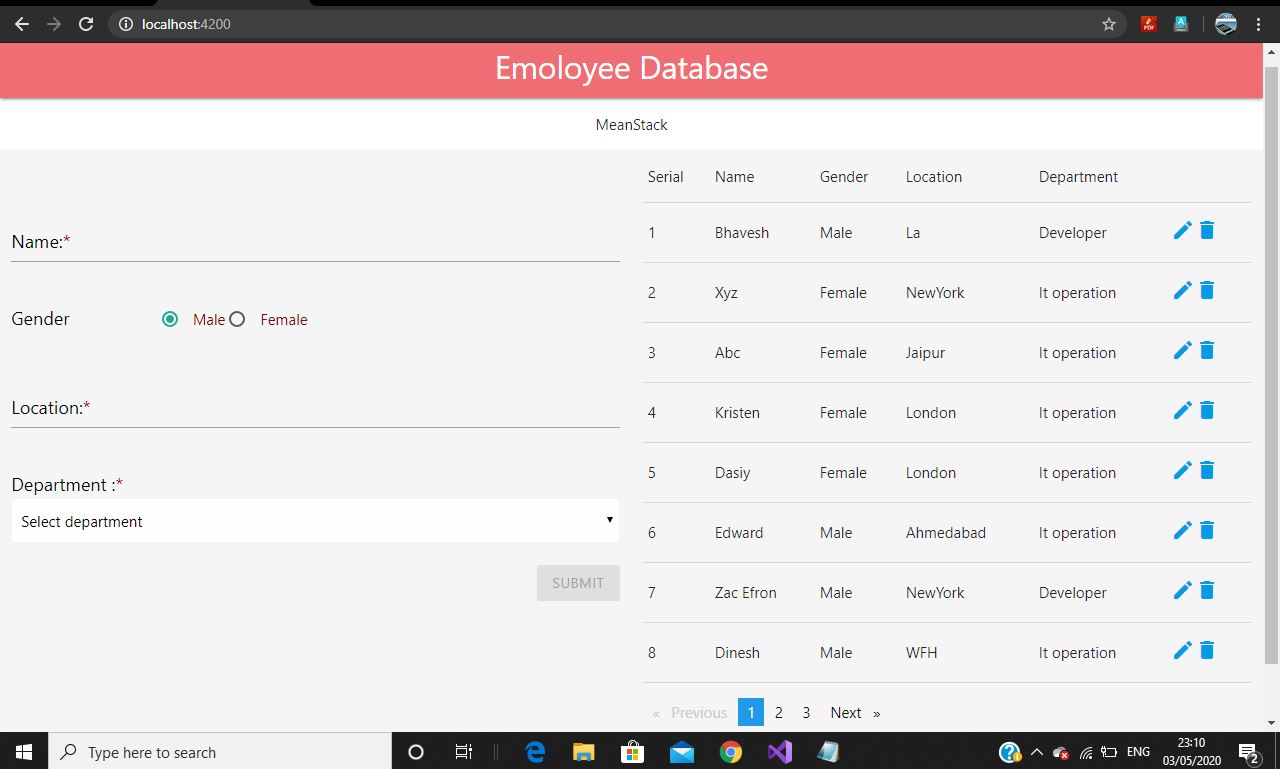 localhost:4200
Emoloyee Database
MeanStack
Name:*
Gender Male Female
Location:*
Department :*
Select department
SUBMIT
Serial Name Gender Location Department
1 Bhavesh Male La Developer
2 Xyz Female NewYork It operation
3 Abc Female Jaipur It operation
4 Kristen Female London It operation
5 Dasiy Female London It operation
6 Edward Male Ahmedabad It operation
7 Zac Efron Male NewYork Developer
8 Dinesh Male WFH It operation
« Previous 1 2 3 Next »
Type here to search
ENG
23:10
03/05/2020
2